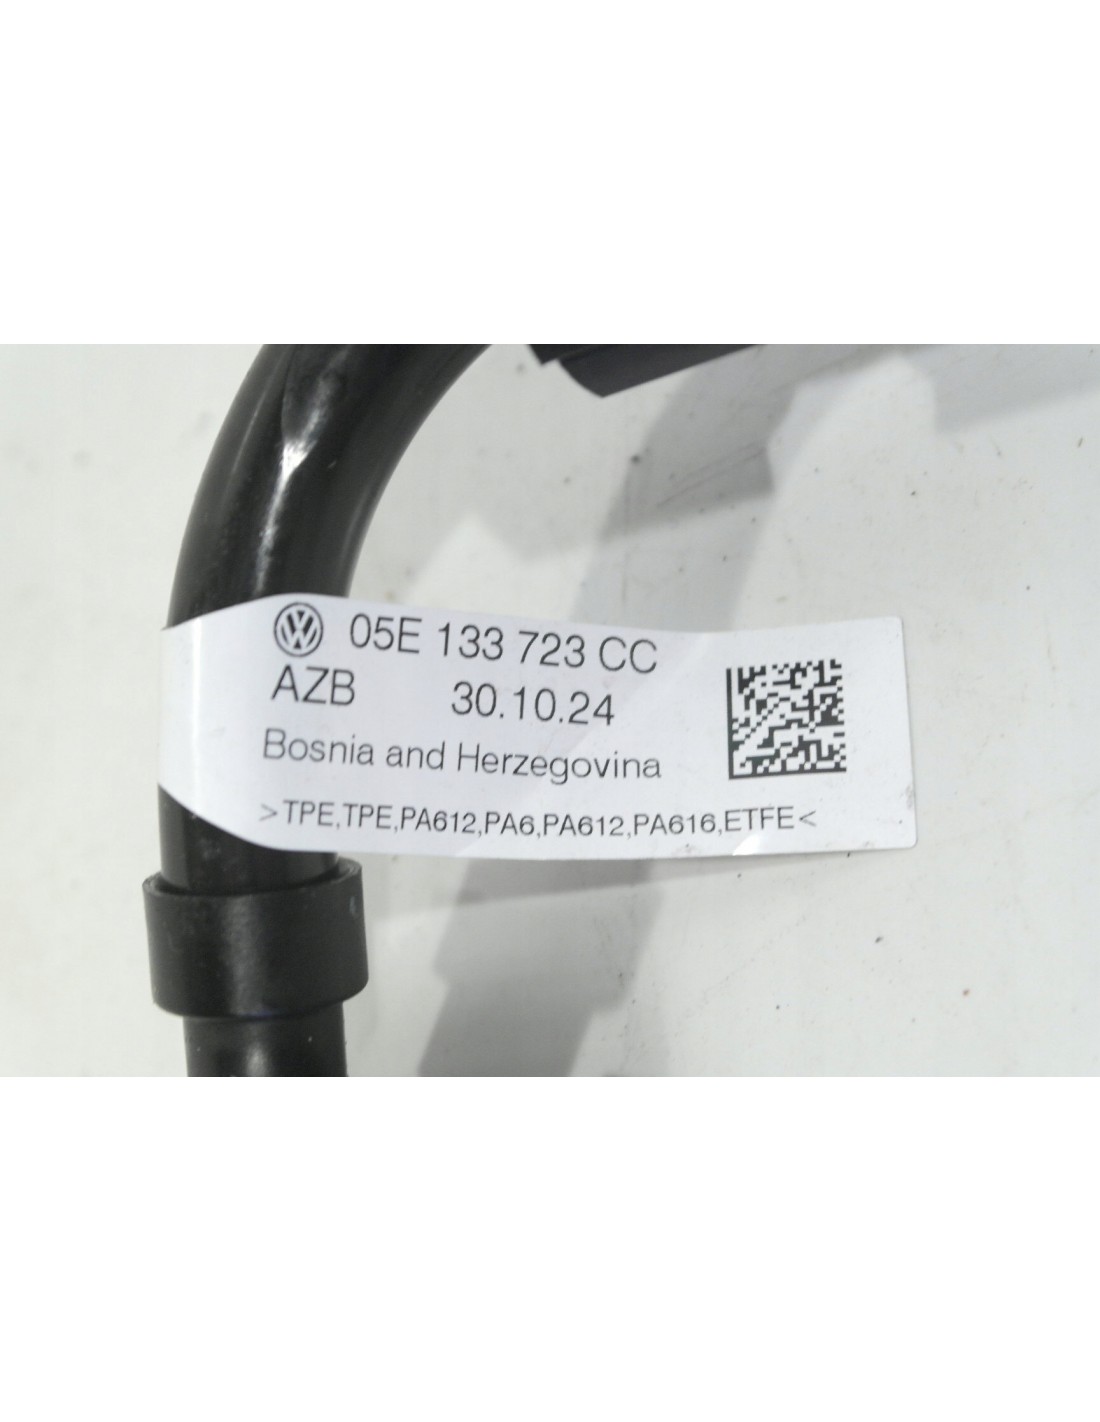 05E 133 723 CC
AZB 30.10.24
Bosnia and Herzegovina
>TPE,TPE,PA612,PA6,PA612,PA616,ETFE<